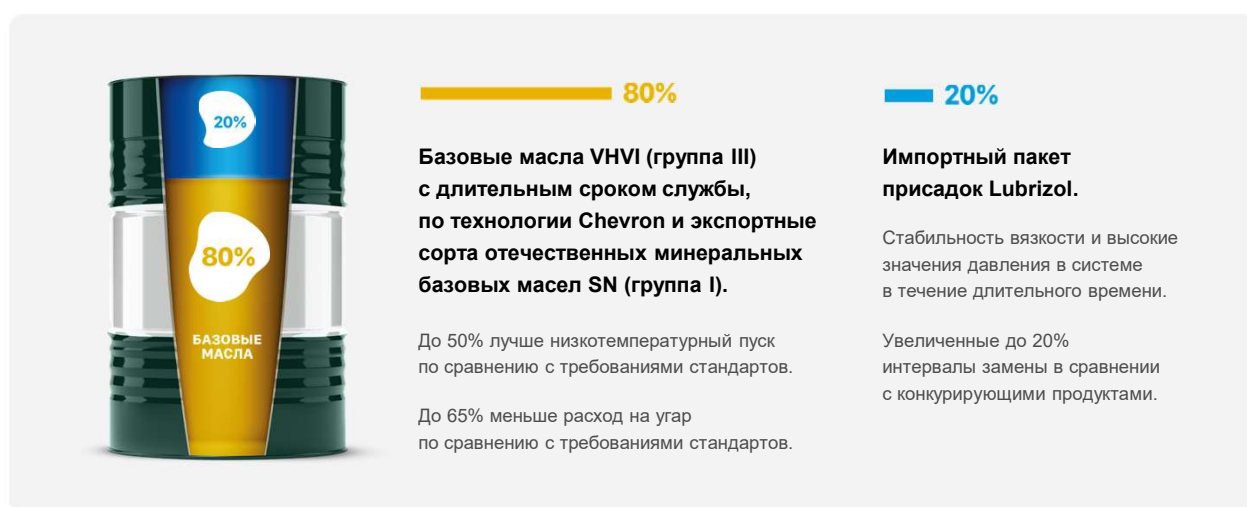 20%
80%
БАЗОВЫЕ
МАСЛА
80%
Базовые масла VHVI (группа III)
с длительным сроком службы,
по технологии Chevron и экспортные
сорта отечественных минеральных
базовых масел SN (группа I).
До 50% лучше низкотемпературный пуск
по сравнению с требованиями стандартов.
До 65% меньше расход на угар
по сравнению с требованиями стандартов.
20%
Импортный пакет
присадок Lubrizol.
Стабильность вязкости и высокие
значения давления в системе
в течение длительного времени.
Увеличенные до 20%
интервалы замены в сравнении
с конкурирующими продуктами.